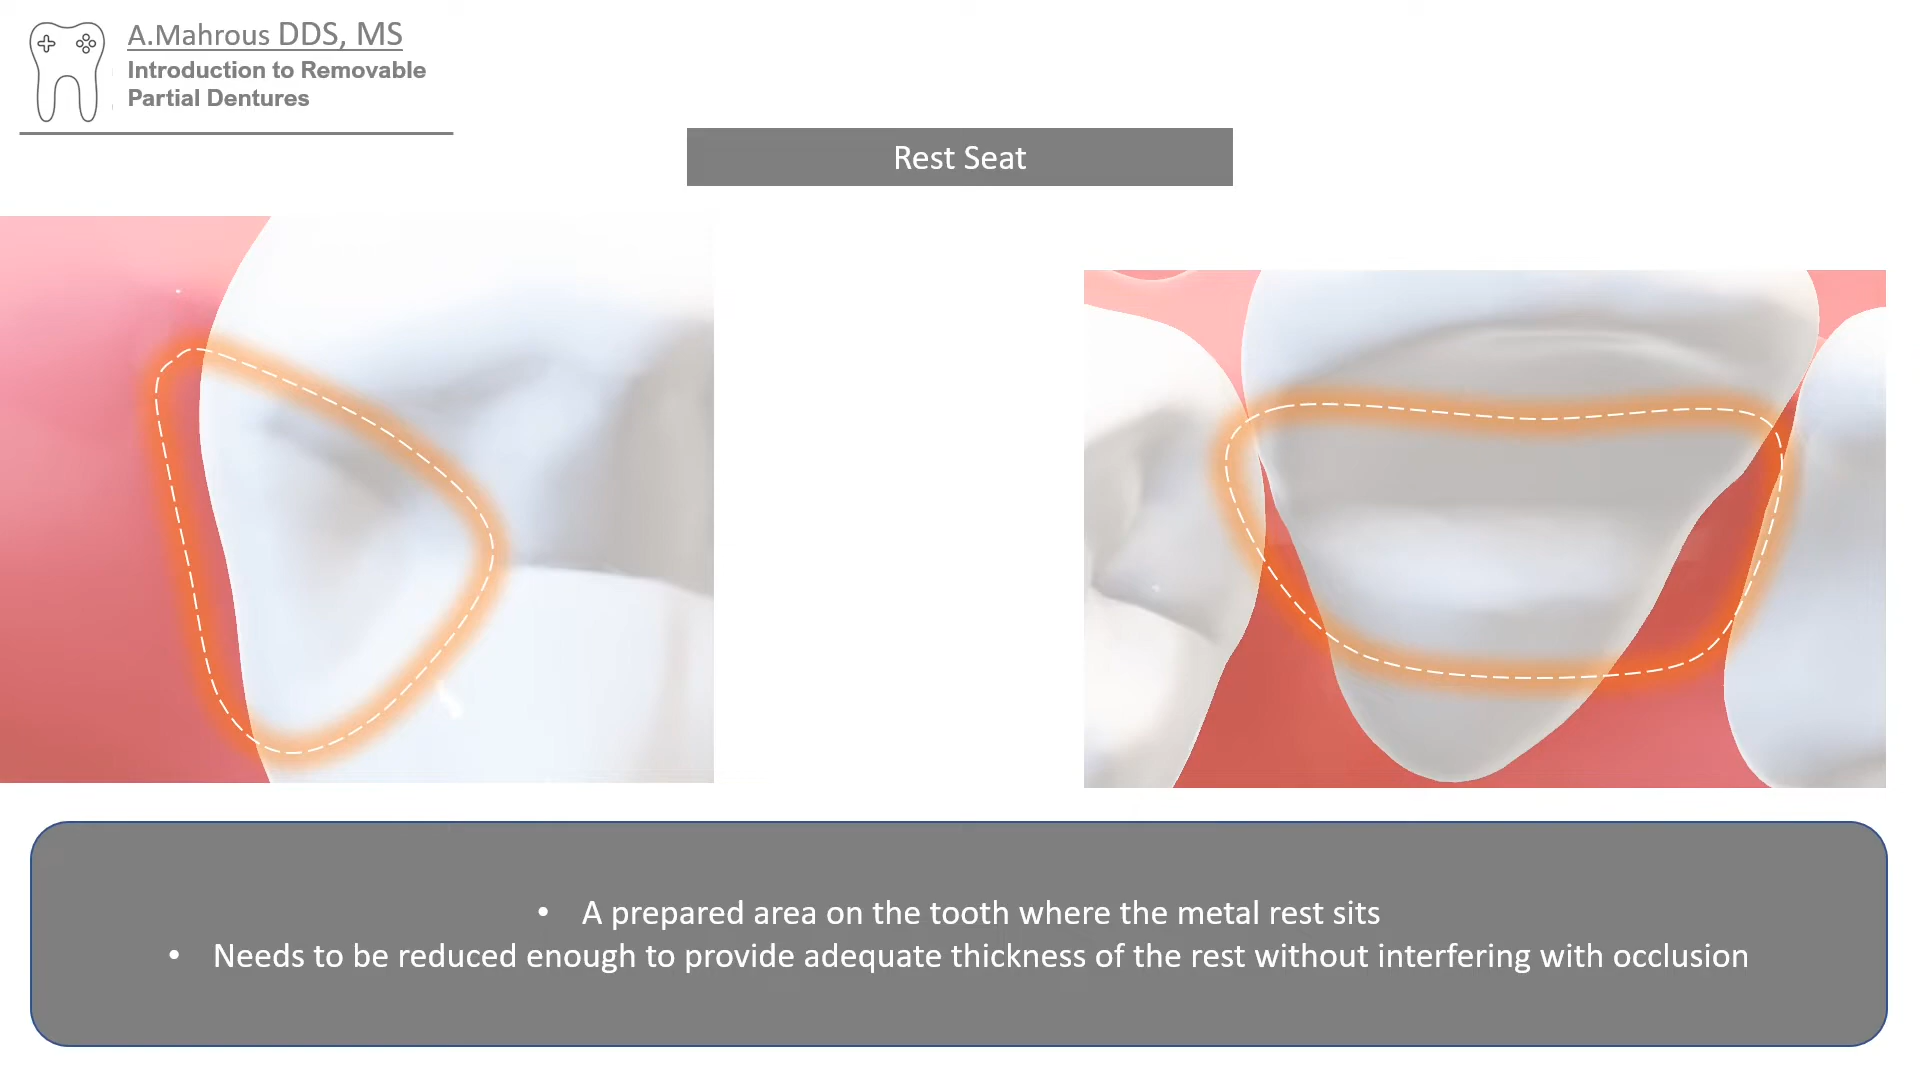 A.Mahrous DDS, MS
Introduction to Removable
Partial Dentures
Rest Seat
• A prepared area on the tooth where the metal rest sits
• Needs to be reduced enough to provide adequate thickness of the rest without interfering with occlusion